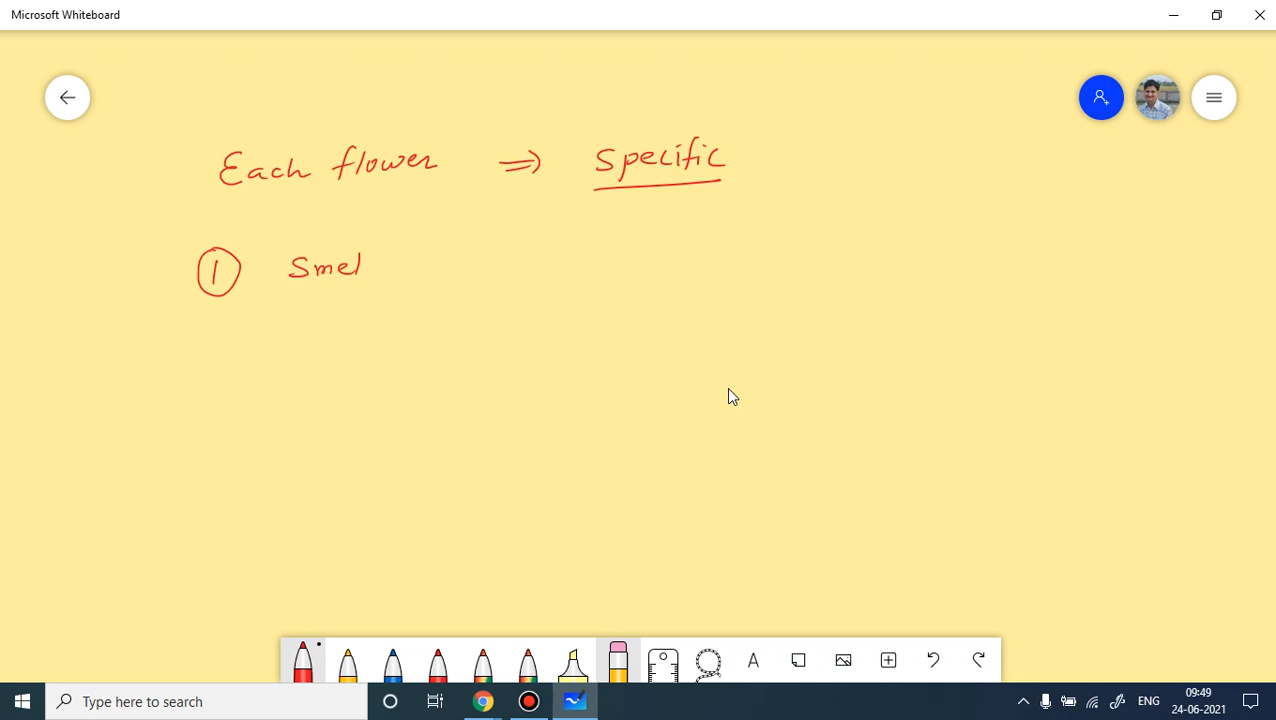 Microsoft Whiteboard
Each flower ⇒ Specific
① Smel
A
Type here to search
ENG
09:49
24-06-2021